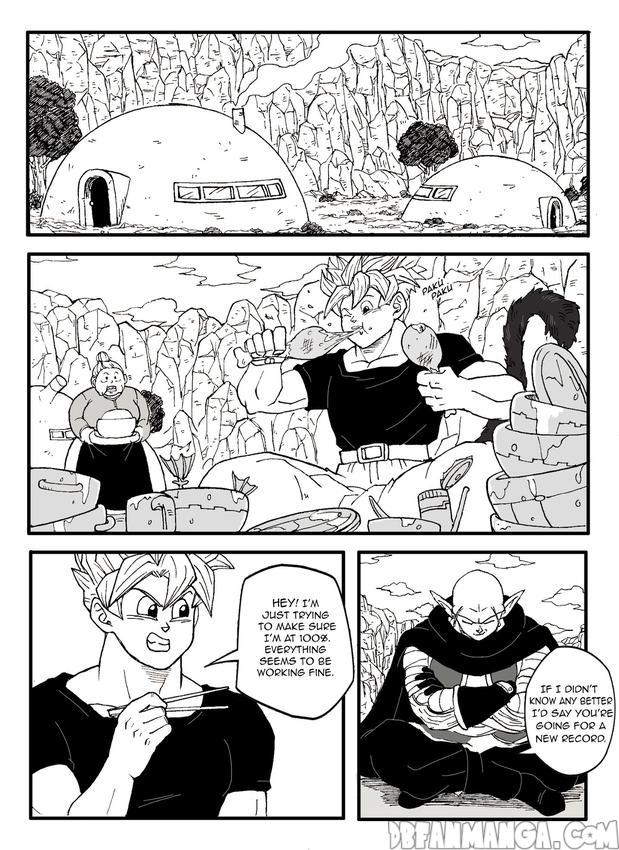 PAKU
PAKU
HEY! I'M
JUST TRYING
TO MAKE SURE
I'M AT 100%.
EVERYTHING
SEEMS TO BE
WORKING FINE.
IF I DIDN'T
KNOW ANY BETTER
I'D SAY YOU'RE
GOING FOR A
NEW RECORD.
DBFANMANGA.COM